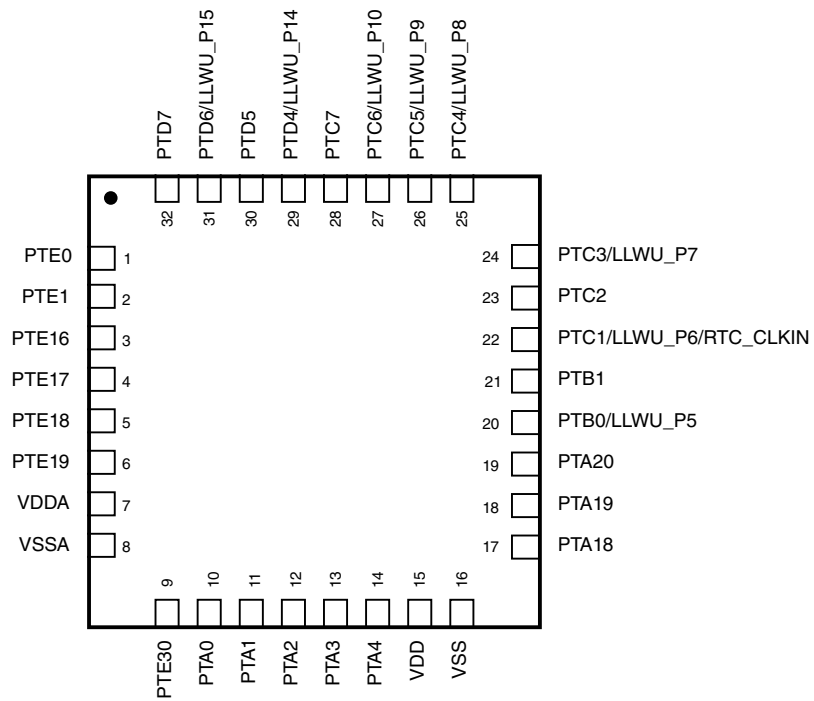 PTD7
PTD6/LLWU_P15
PTD5
PTD4/LLWU_P14
PTC7
PTC6/LLWU_P10
PTC5/LLWU_P9
PTC4/LLWU_P8
32
31
30
29
28
27
26
25
PTE0 1
PTE1 2
PTE16 3
PTE17 4
PTE18 5
PTE19 6
VDDA 7
VSSA 8
24 PTC3/LLWU_P7
23 PTC2
22 PTC1/LLWU_P6/RTC_CLKIN
21 PTB1
20 PTB0/LLWU_P5
19 PTA20
18 PTA19
17 PTA18
9
10
11
12
13
14
15
16
PTE30
PTA0
PTA1
PTA2
PTA3
PTA4
VDD
VSS